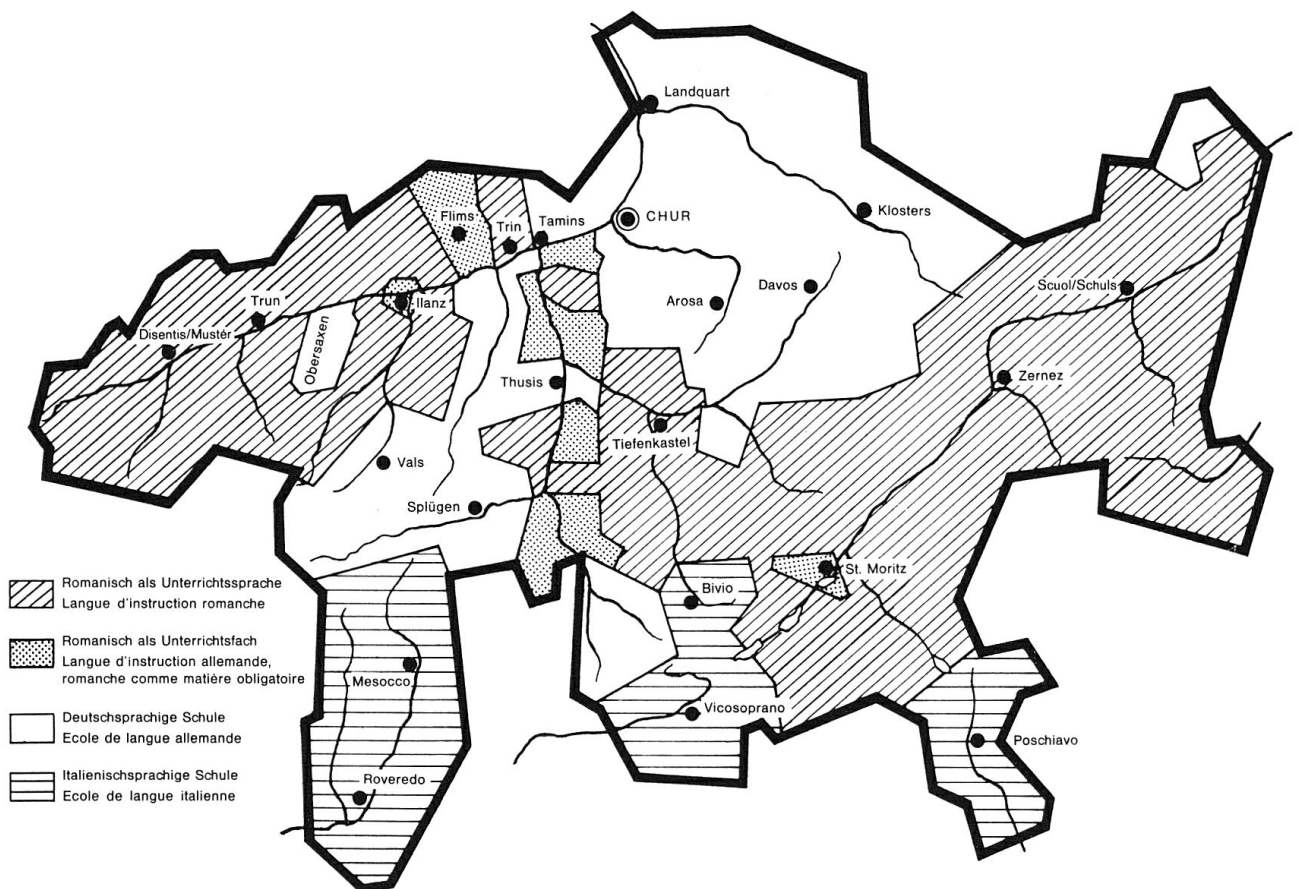 Landquart
CHUR
Klosters
Flims
Trin
Tamins
Arosa
Davos
Scuol/Schuls
Trun
Ilanz
Disentis/Mustér
Obersaxen
Thusis
Zernez
Tiefenkastel
Vals
Splügen
St. Moritz
Bivio
Mesocco
Vicosoprano
Poschiavo
Roveredo
Romanisch als Unterrichtssprache
Langue d'instruction romanche
Romanisch als Unterrichtsfach
Langue d'instruction allemande,
romanche comme matière obligatoire
Deutschsprachige Schule
Ecole de langue allemande
Italienischsprachige Schule
Ecole de langue italienne